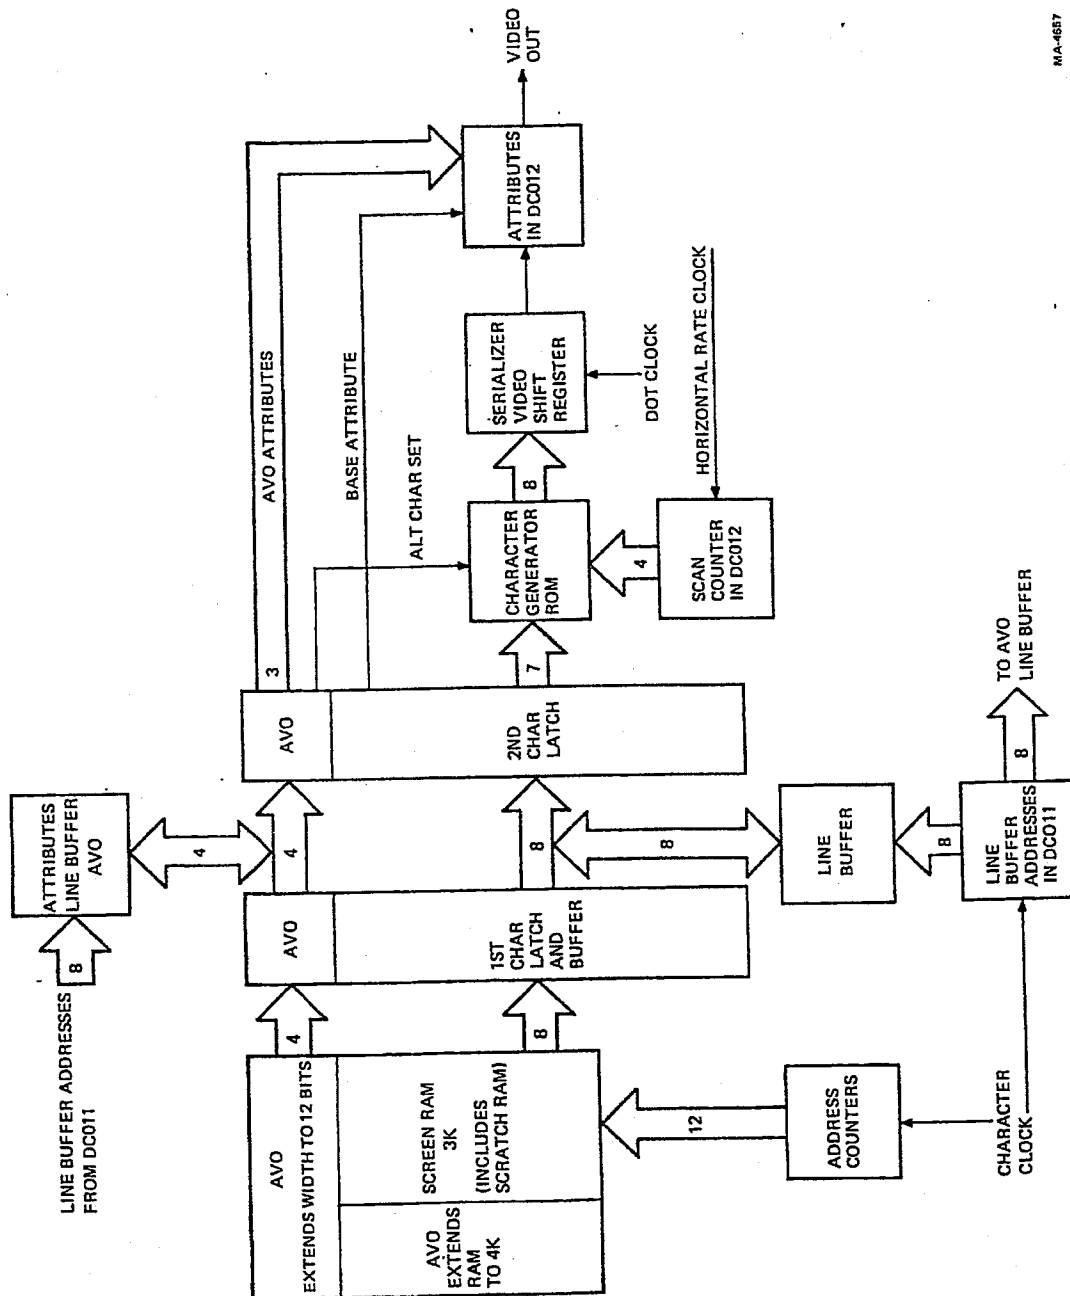 LINE BUFFER ADDRESSES
FROM DC011
8
ATTRIBUTES
LINE BUFFER
AVO
4
AVO
EXTENDS WIDTH TO 12 BITS
AVO
EXTENDS
RAM
TO 4K
SCREEN RAM
3K
(INCLUDES
SCRATCH RAM)
4
8
AVO
1ST
CHAR
LATCH
AND
BUFFER
4
8
8
AVO
2ND
CHAR
LATCH
3
AVO ATTRIBUTES
BASE ATTRIBUTE
ALT CHAR SET
7
CHARACTER
GENERATOR
ROM
8
SERIALIZER
VIDEO
SHIFT
REGISTER
DOT CLOCK
ATTRIBUTES
IN DC012
VIDEO
OUT
4
SCAN
COUNTER
IN DC012
HORIZONTAL RATE CLOCK
12
ADDRESS
COUNTERS
CHARACTER
CLOCK
LINE
BUFFER
8
LINE
BUFFER
ADDRESSES
IN DC011
8
TO AVO
LINE BUFFER
MA-4657